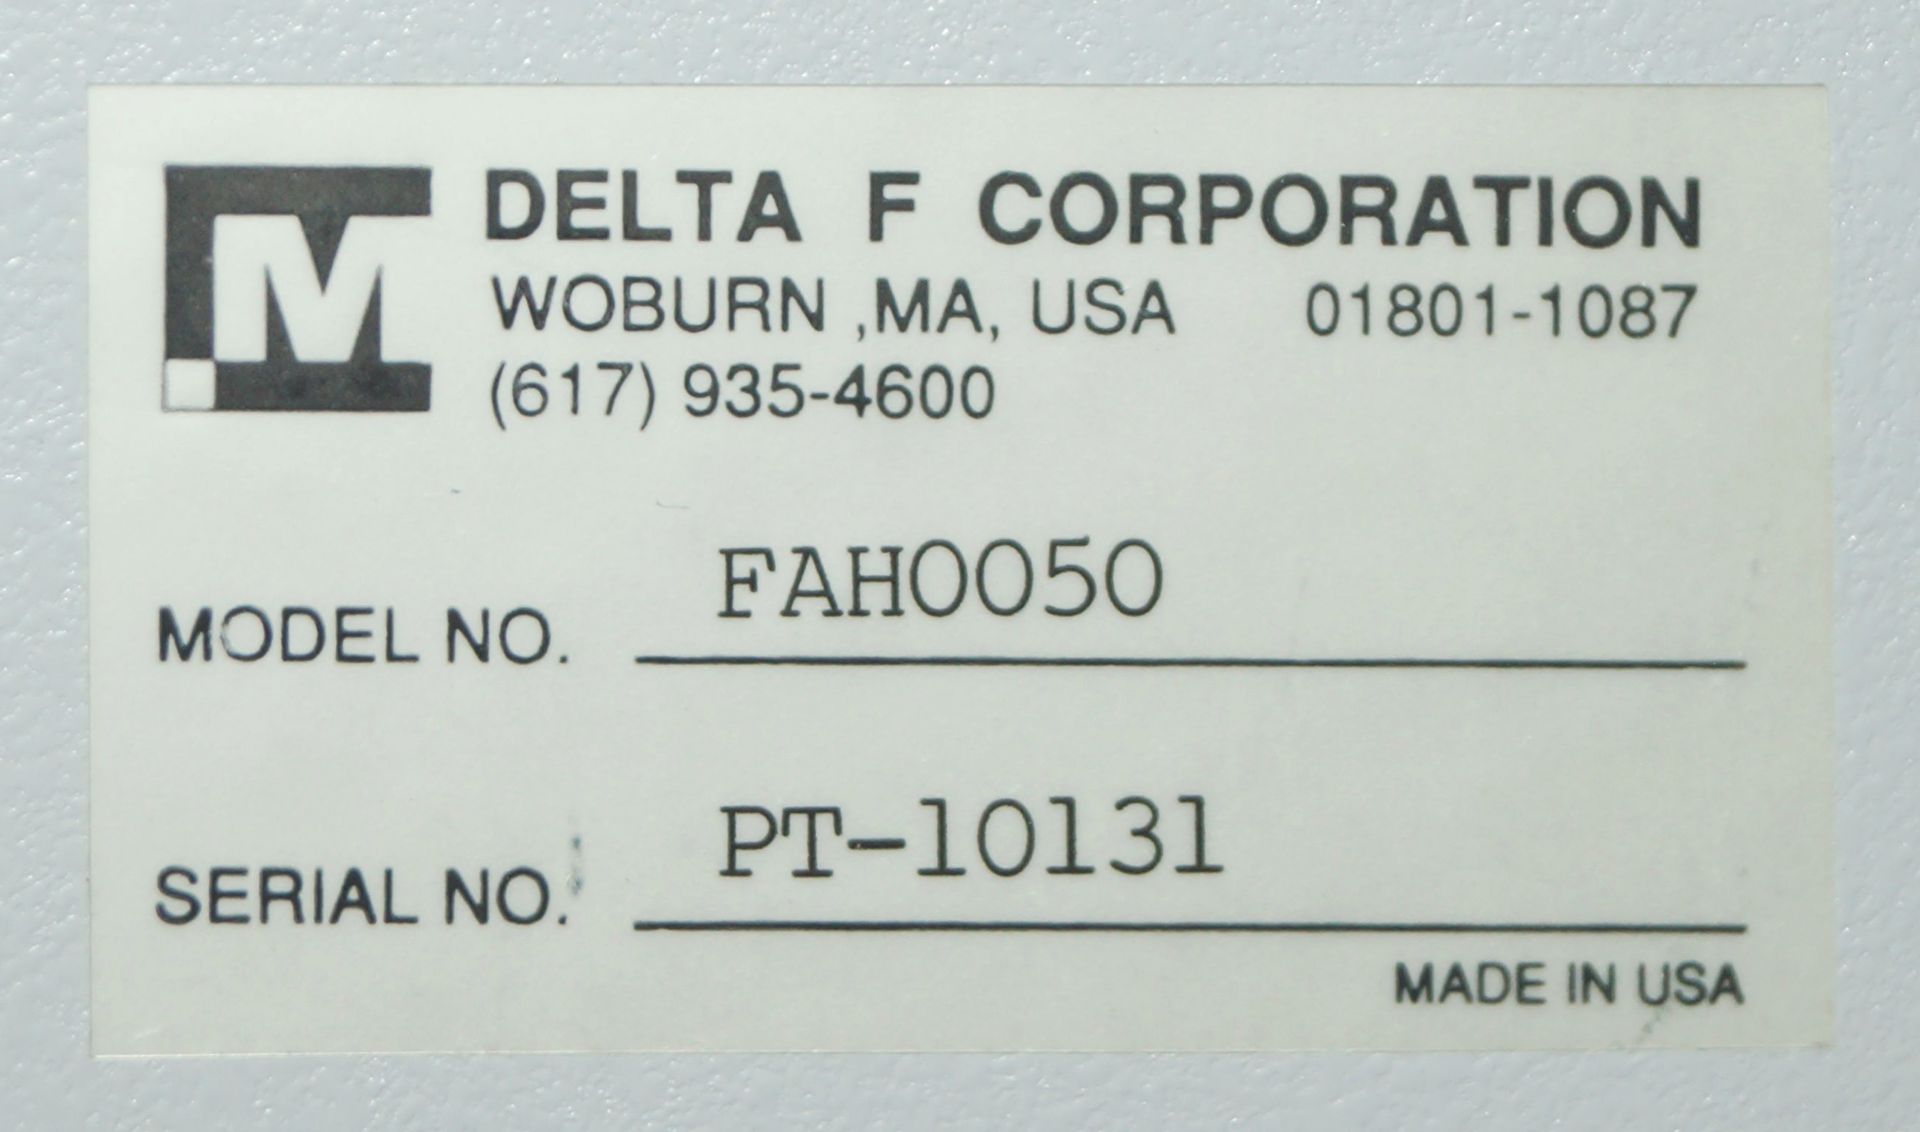 M
DELTA F CORPORATION
WOBURN ,MA, USA 01801-1087
(617) 935-4600
MODEL NO. FAH0050
SERIAL NO. PT-10131
MADE IN USA